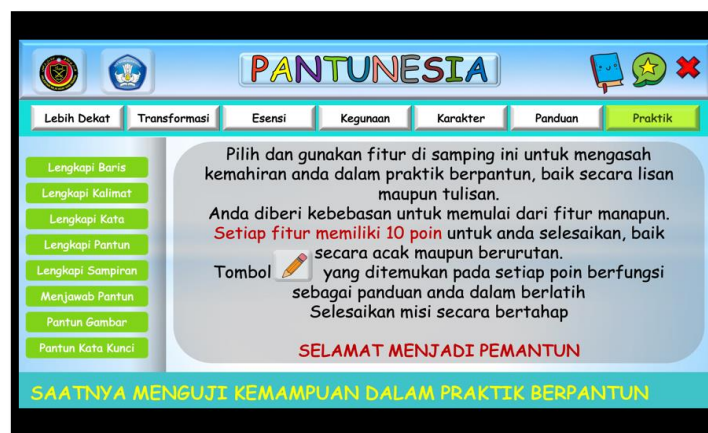 PANTUNESIA
Lebih Dekat
Transformasi
Esensi
Kegunaan
Karakter
Panduan
Praktik
Lengkapi Baris
Lengkapi Kalimat
Lengkapi Kata
Lengkapi Pantun
Lengkapi Sampiran
Menjawab Pantun
Pantun Gambar
Pantun Kata Kunci
Pilih dan gunakan fitur di samping ini untuk mengasah
kemahiran anda dalam praktik berpantun, baik secara lisan
maupun tulisan.
Anda diberi kebebasan untuk memulai dari fitur manapun.
Setiap fitur memiliki 10 poin untuk anda selesaikan, baik
secara acak maupun berurutan.
Tombol yang ditemukan pada setiap poin berfungsi
sebagai panduan anda dalam berlatih
Selesaikan misi secara bertahap
SELAMAT MENJADI PEMANTUN
SAATNYA MENGUJI KEMAMPUAN DALAM PRAKTIK BERPANTUN